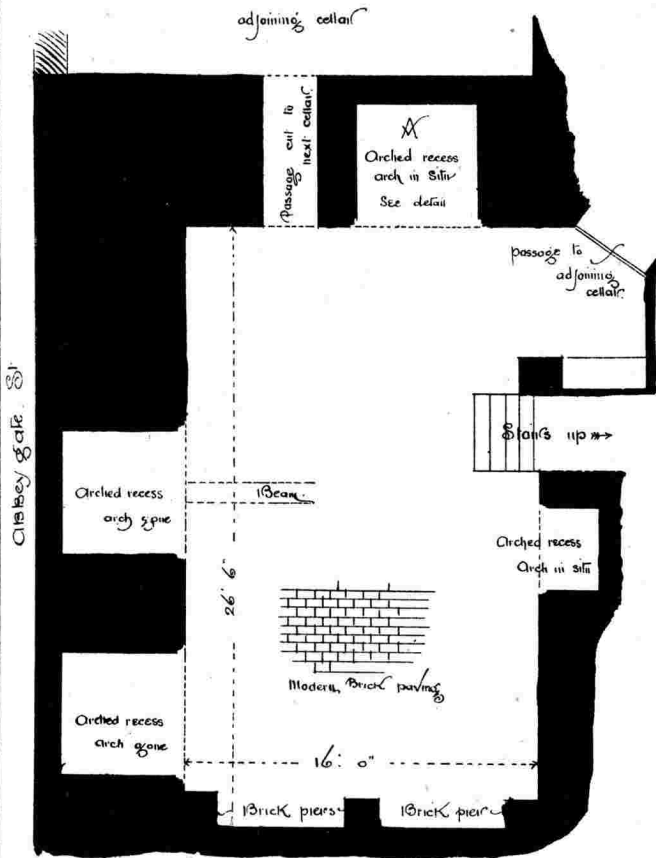 adjoining cellar
Passage cut to
next cellar
A
Arched recess
arch in situ
See detail
passage to
adjoining
cellar.
Abbey gate St
Stairs up
Arched recess
arch gone
Beam.
Arched recess
Arch in situ
26' 6"
Modern Brick paving
Arched recess
arch gone
16: 0"
Brick piers
Brick pier